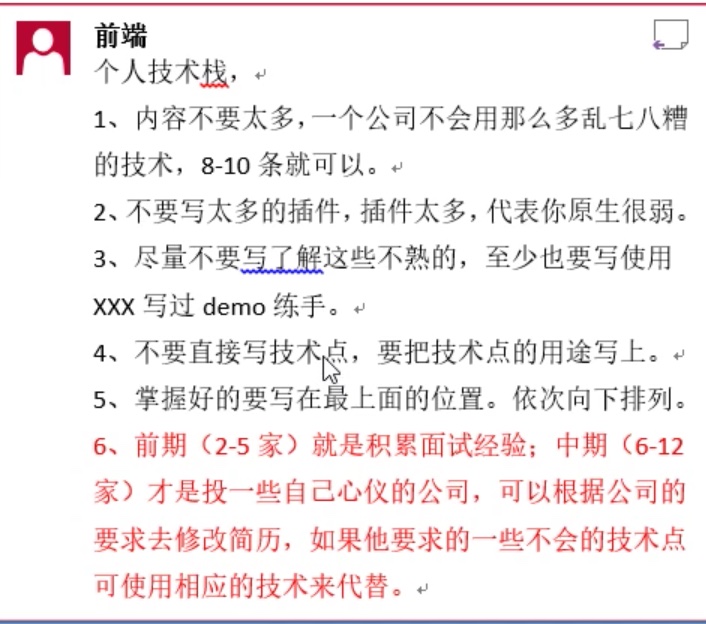 前端
个人技术栈，
1、内容不要太多，一个公司不会用那么多乱七八糟
的技术，8-10 条就可以。
2、不要写太多的插件，插件太多，代表你原生很弱。
3、尽量不要写了解这些不熟的，至少也要写使用
XXX 写过 demo 练手。
4、不要直接写技术点，要把技术点的用途写上。
5、掌握好的要写在最上面的位置。依次向下排列。
6、前期（2-5 家）就是积累面试经验；中期（6-12
家）才是投一些自己心仪的公司，可以根据公司的
要求去修改简历，如果他要求的一些不会的技术点
可使用相应的技术来代替。